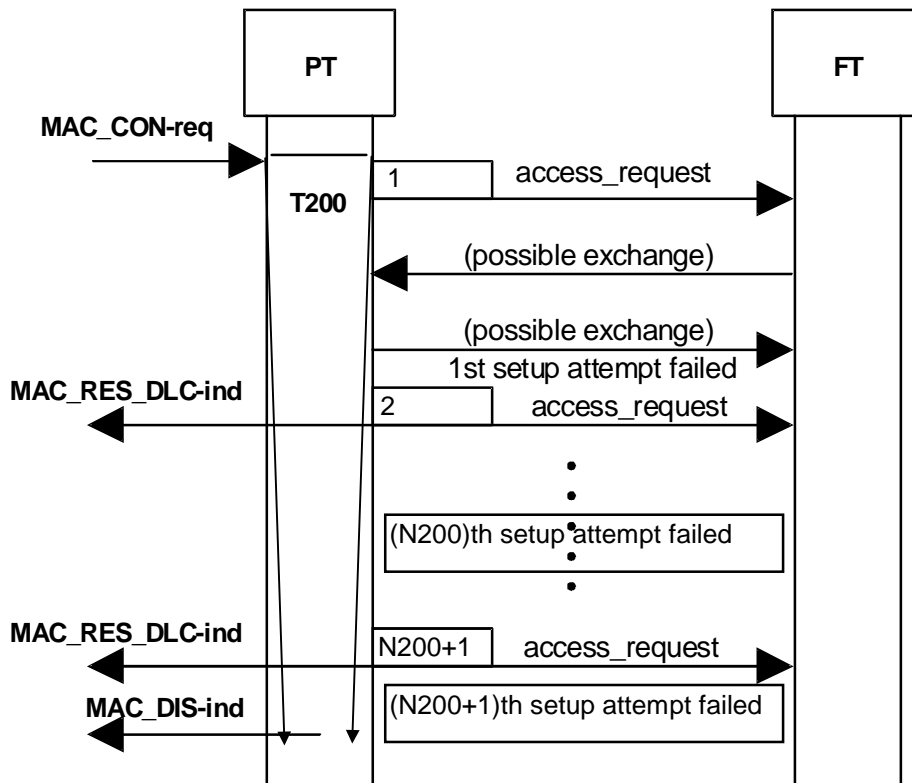 PT
FT
MAC_CON-req
T200
1
access_request
(possible exchange)
(possible exchange)
1st setup attempt failed
MAC_RES_DLC-ind
2
access_request
(N200)th setup attempt failed
MAC_RES_DLC-ind
N200+1
access_request
MAC_DIS-ind
(N200+1)th setup attempt failed